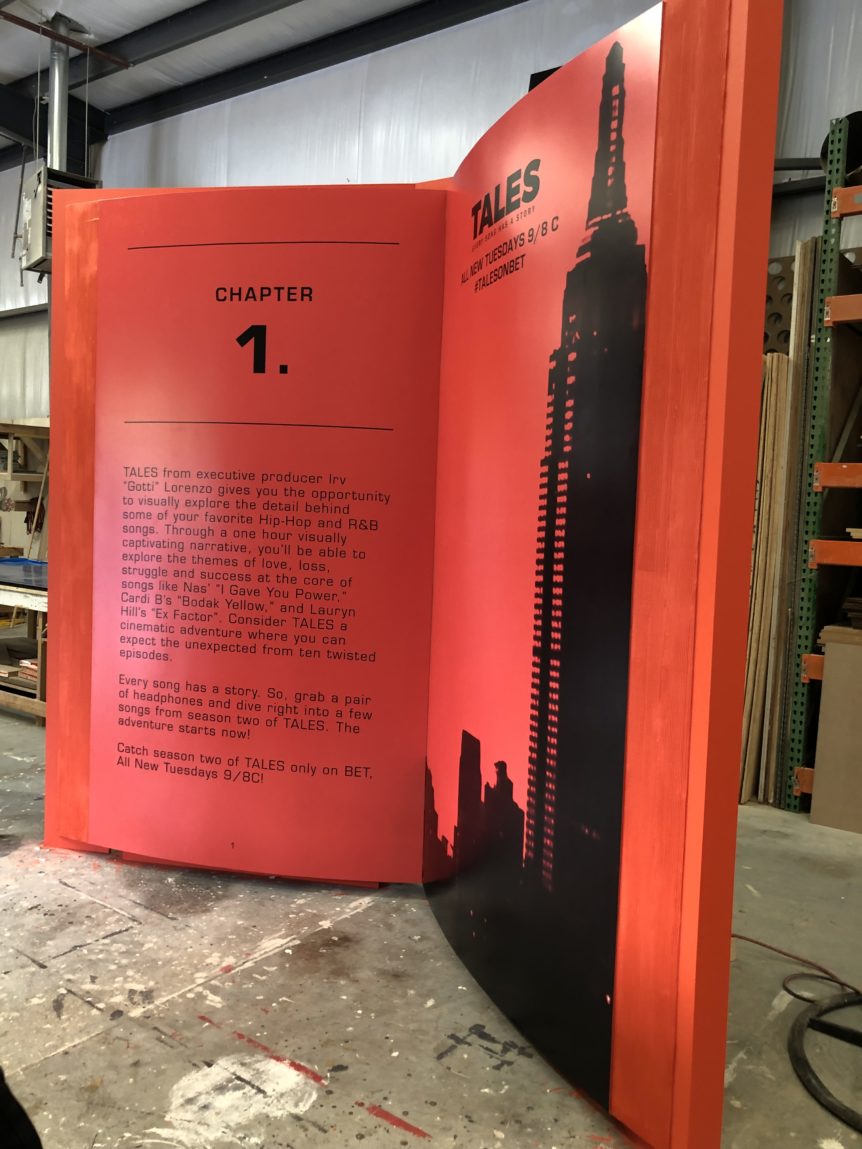 CHAPTER
1.
TALES from executive producer Irv
"Gotti" Lorenzo gives you the opportunity
to visually explore the detail behind
some of your favorite Hip-Hop and R&B
songs. Through a one hour visually
captivating narrative, you'll be able to
explore the themes of love, loss,
struggle and success at the core of
songs like Nas' "I Gave You Power,"
Cardi B's "Bodak Yellow," and Lauryn
Hill's "Ex Factor". Consider TALES a
cinematic adventure where you can
expect the unexpected from ten twisted
episodes.
Every song has a story. So, grab a pair
of headphones and dive right into a few
songs from season two of TALES. The
adventure starts now!
Catch season two of TALES only on BET,
All New Tuesdays 9/8C!
1
TALES
EVERY SONG HAS A STORY
ALL NEW TUESDAYS 9/8 C
#TALESONBET